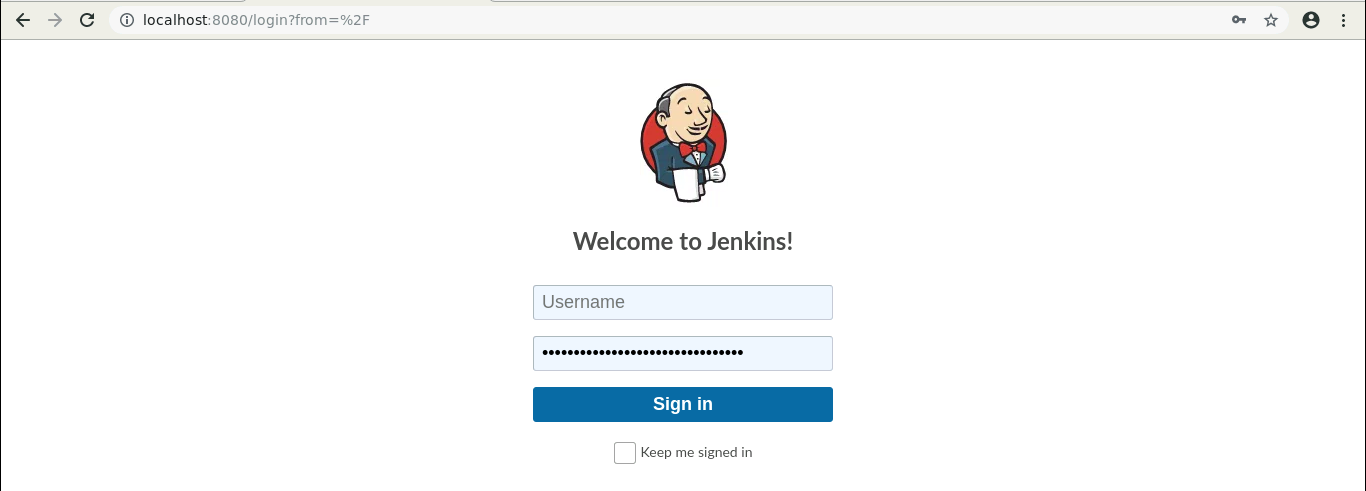 localhost:8080/login?from=%2F
Welcome to Jenkins!
Username
••••••••••••••••••••••••••••••••
Sign in
Keep me signed in